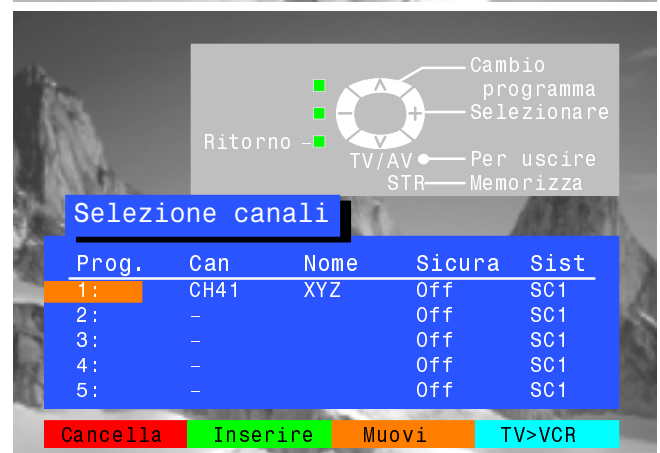 Cambio
programma
Selezionare
Ritorno
TV/AV Per uscire
STR Memorizza
Selezione canali
Prog. Can Nome Sicura Sist
1: CH41 XYZ Off SC1
2: – Off SC1
3: – Off SC1
4: – Off SC1
5: – Off SC1
Cancella Inserire Muovi TV>VCR